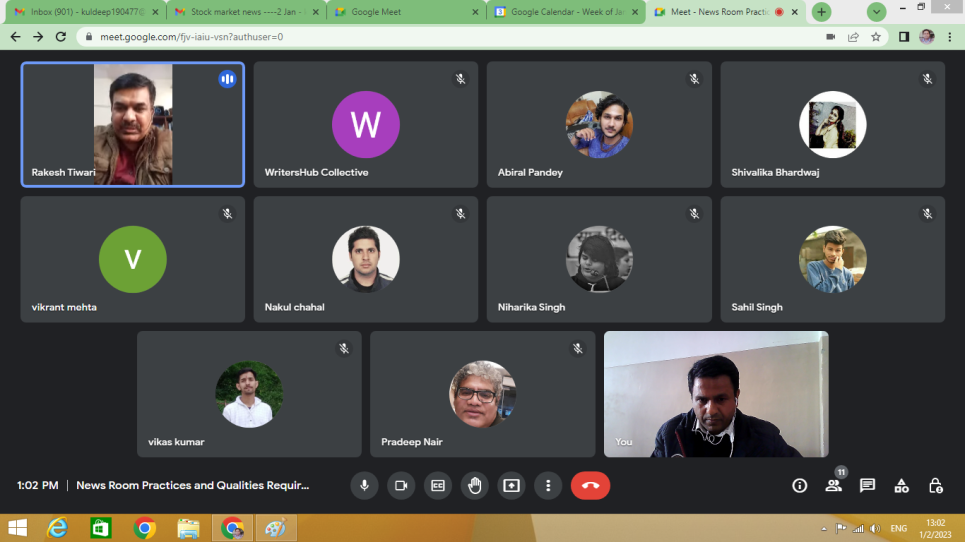 Inbox (901) - kuldeep190477@
Stock market news ----2 Jan -
Google Meet
Google Calendar - Week of Ja
Meet - News Room Practic
meet.google.com/fjv-iaiu-vsn?authuser=0
Rakesh Tiwari
W
WritersHub Collective
Abiral Pandey
Shivalika Bhardwaj
V
vikrant mehta
Nakul chahal
Niharika Singh
Sahil Singh
vikas kumar
Pradeep Nair
You
1:02 PM | News Room Practices and Qualities Requir...
CC
11
ENG
13:02
1/2/2023